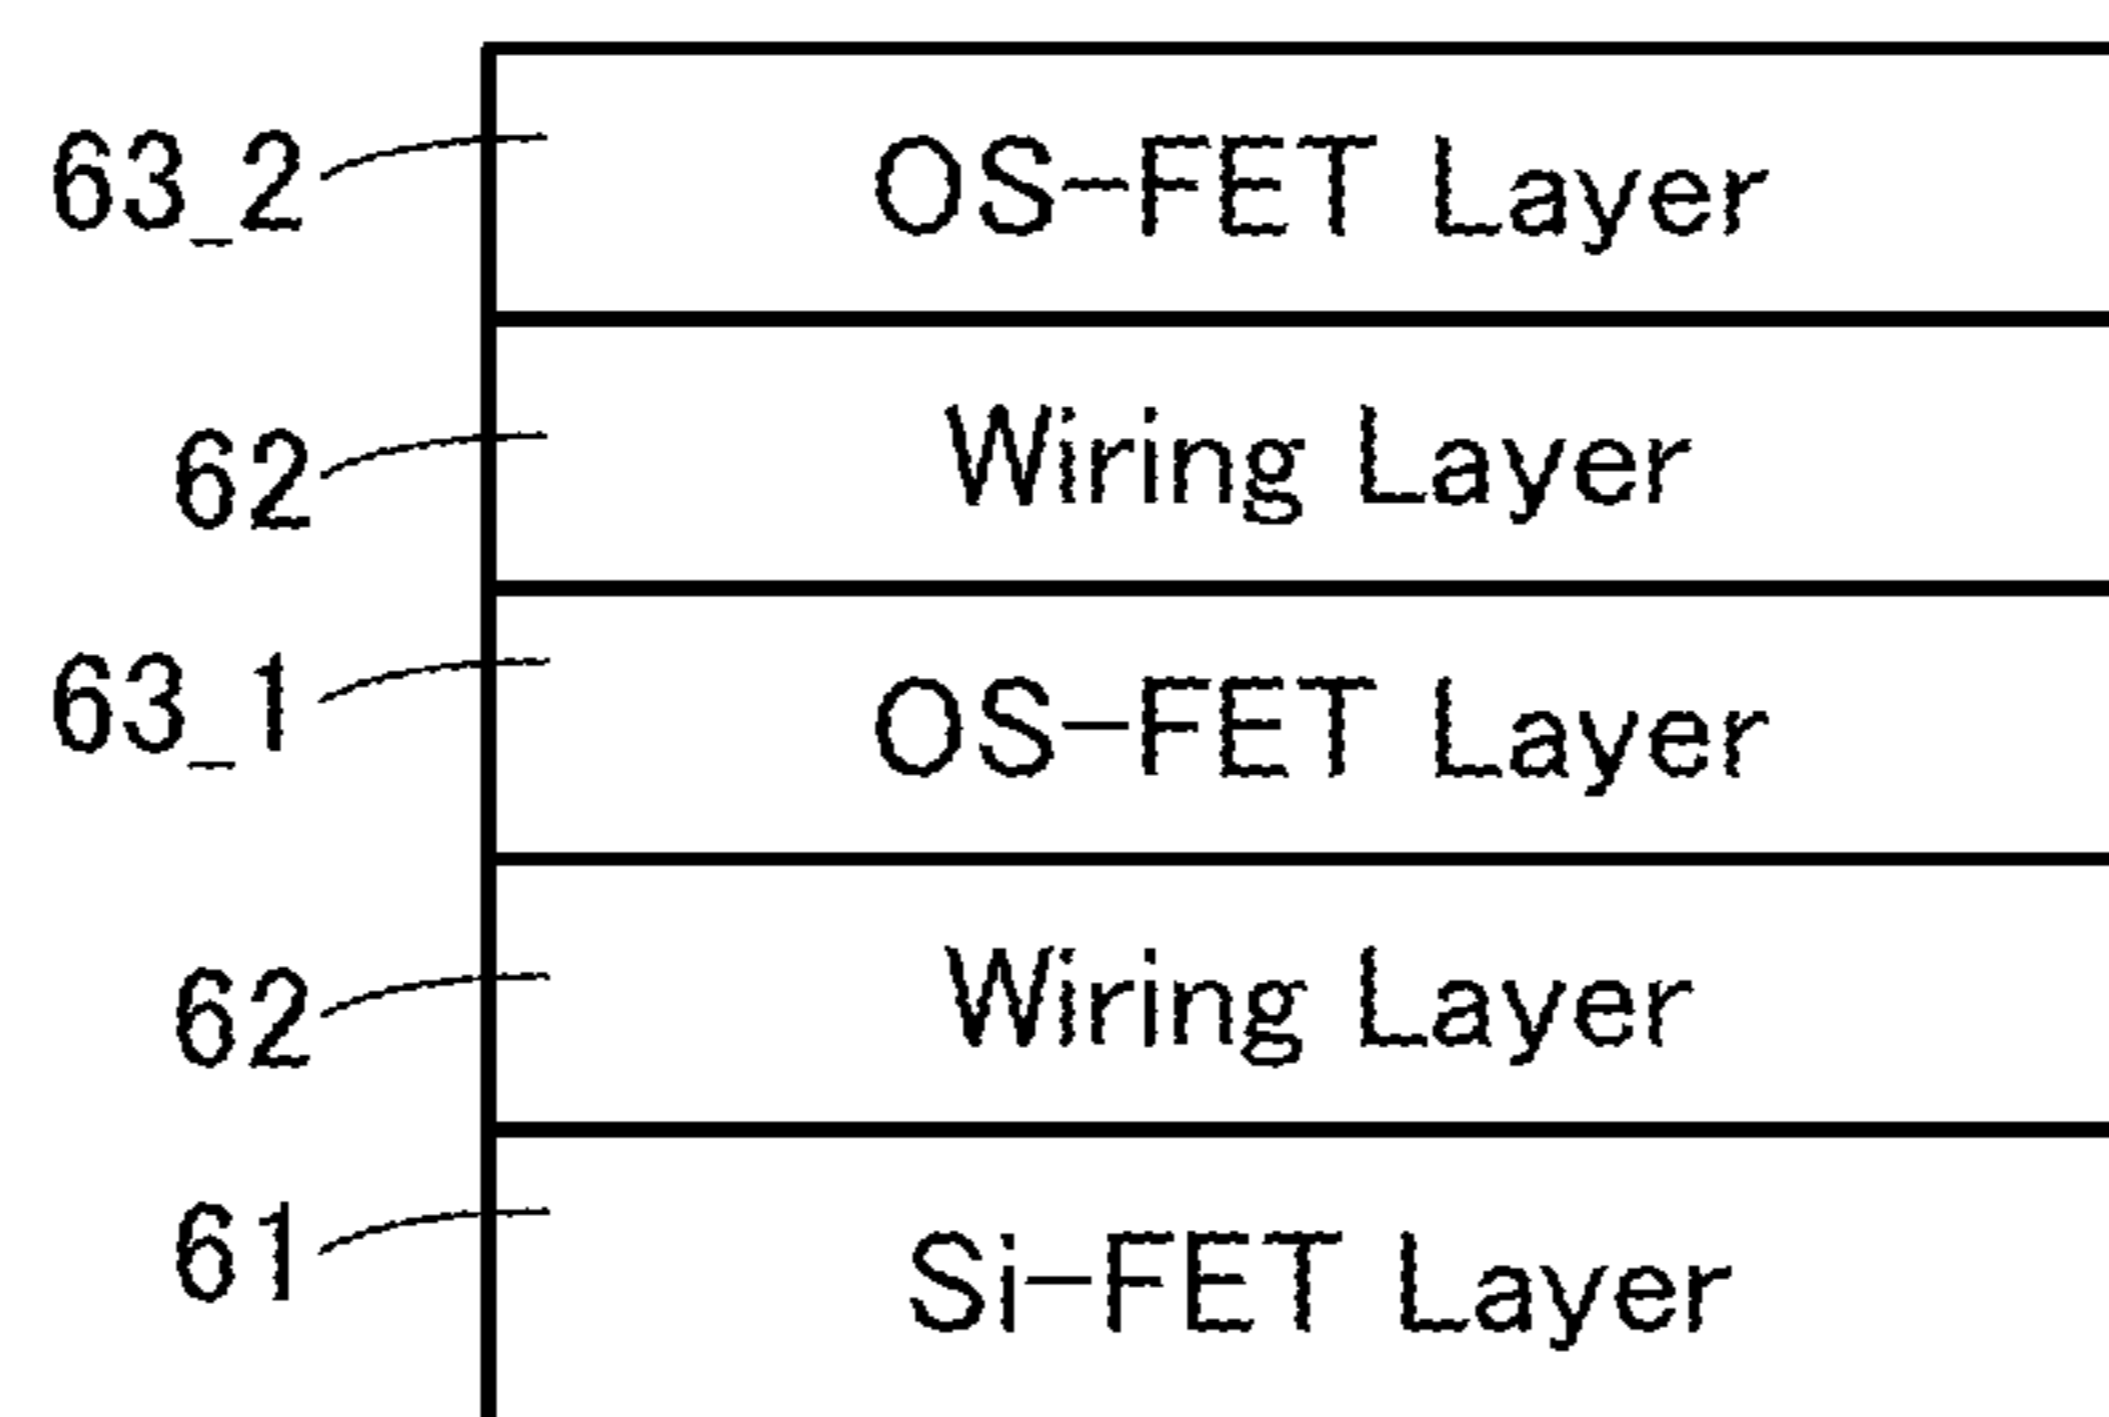 63_2 OS-FET Layer
62 Wiring Layer
63_1 OS-FET Layer
62 Wiring Layer
61 Si-FET Layer